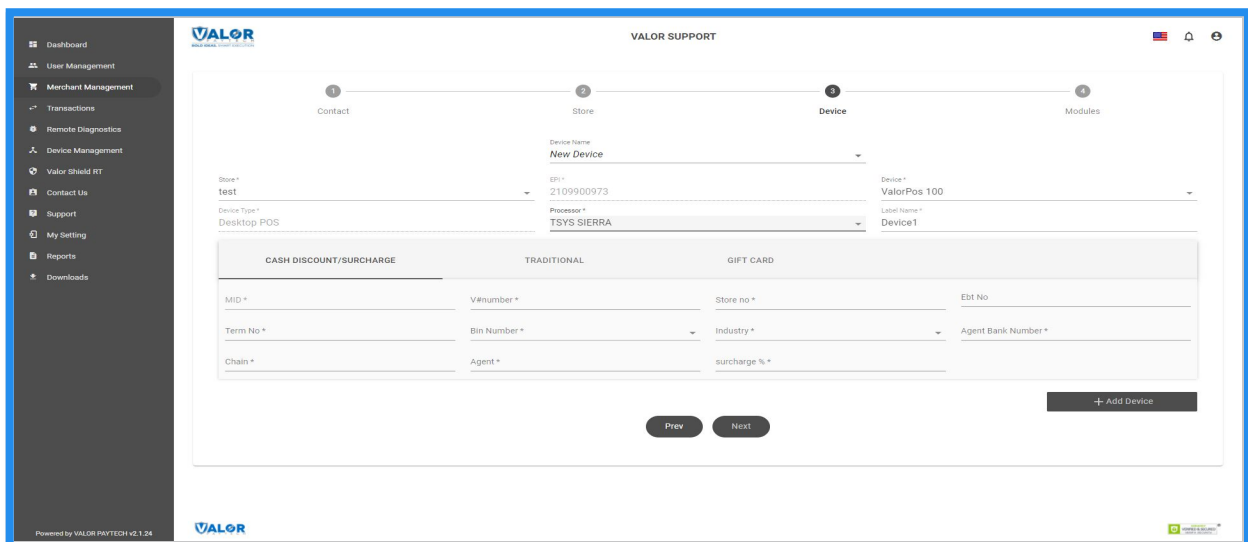 Dashboard
User Management
Merchant Management
Transactions
Remote Diagnostics
Device Management
Valor Shield RT
Contact Us
Support
My Setting
Reports
Downloads
Powered by VALOR PAYTECH v2.1.24
VALOR
VALOR SUPPORT
1 2 3 4
Contact Store Device Modules
Device Name
New Device
Store * EPI * Device *
test 2109900973 ValorPos 100
Device Type * Processor * Label Name *
Desktop POS TSYS SIERRA Device1
CASH DISCOUNT/SURCHARGE TRADITIONAL GIFT CARD
MID * V#number * Store no * Ebt No
Term No * Bin Number * Industry * Agent Bank Number *
Chain * Agent * surcharge % *
+ Add Device
Prev Next
VALOR